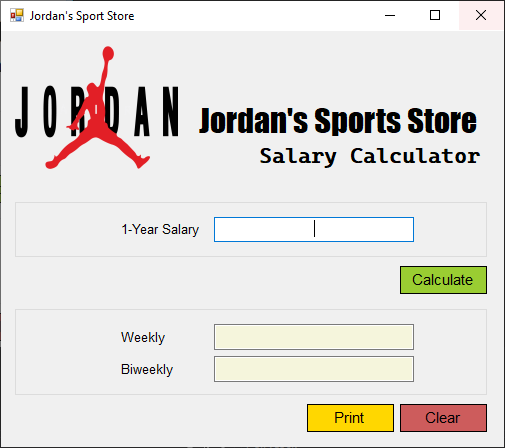 Jordan's Sport Store
JORDAN
Jordan's Sports Store
Salary Calculator
1-Year Salary
Calculate
Weekly
Biweekly
Print
Clear